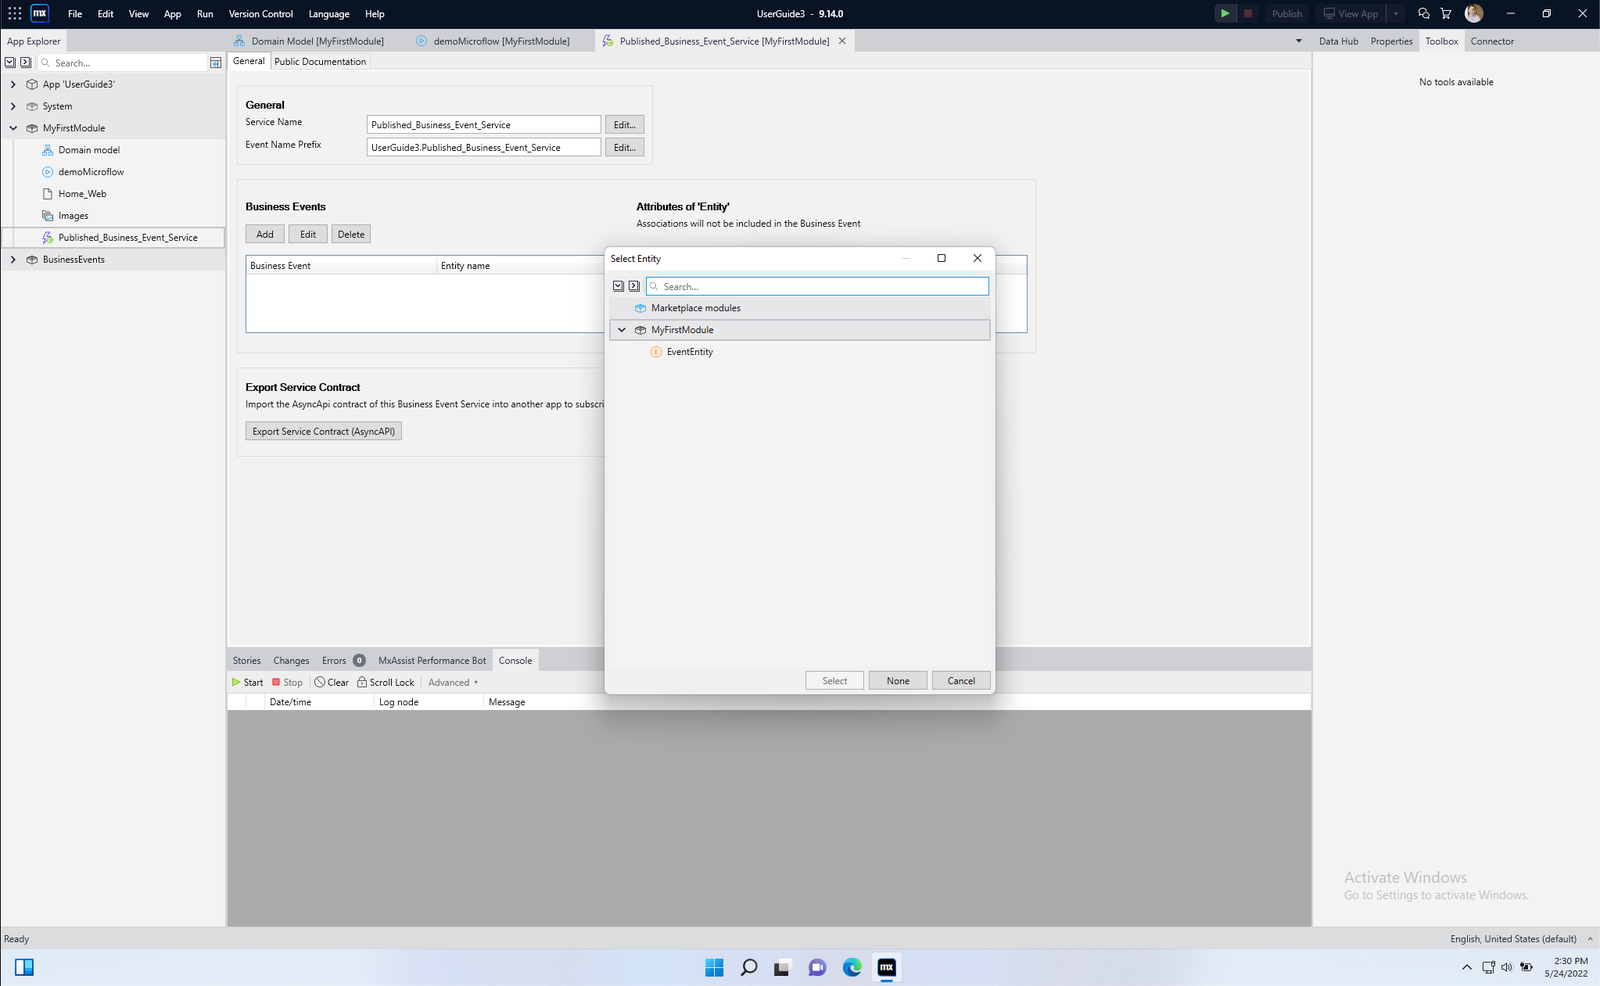 mx File Edit View App Run Version Control Language Help UserGuide3 - 9.14.0 Publish View App
App Explorer Domain Model [MyFirstModule] demoMicroflow [MyFirstModule] Published_Business_Event_Service [MyFirstModule] Data Hub Properties Toolbox Connector
Search... General Public Documentation
App 'UserGuide3'
System
MyFirstModule
Domain model
demoMicroflow
Home_Web
Images
Published_Business_Event_Service
BusinessEvents
General
Service Name Published_Business_Event_Service Edit...
Event Name Prefix UserGuide3.Published_Business_Event_Service Edit...
Business Events
Add Edit Delete
Business Event Entity name
Attributes of 'Entity'
Associations will not be included in the Business Event
Export Service Contract
Import the AsyncApi contract of this Business Event Service into another app to subscri
Export Service Contract (AsyncAPI)
Select Entity
Search...
Marketplace modules
MyFirstModule
E EventEntity
Select None Cancel
No tools available
Stories Changes Errors 0 MxAssist Performance Bot Console
Start Stop Clear Scroll Lock Advanced
Date/time Log node Message
Activate Windows
Go to Settings to activate Windows.
Ready English, United States (default)
mx 2:30 PM
5/24/2022